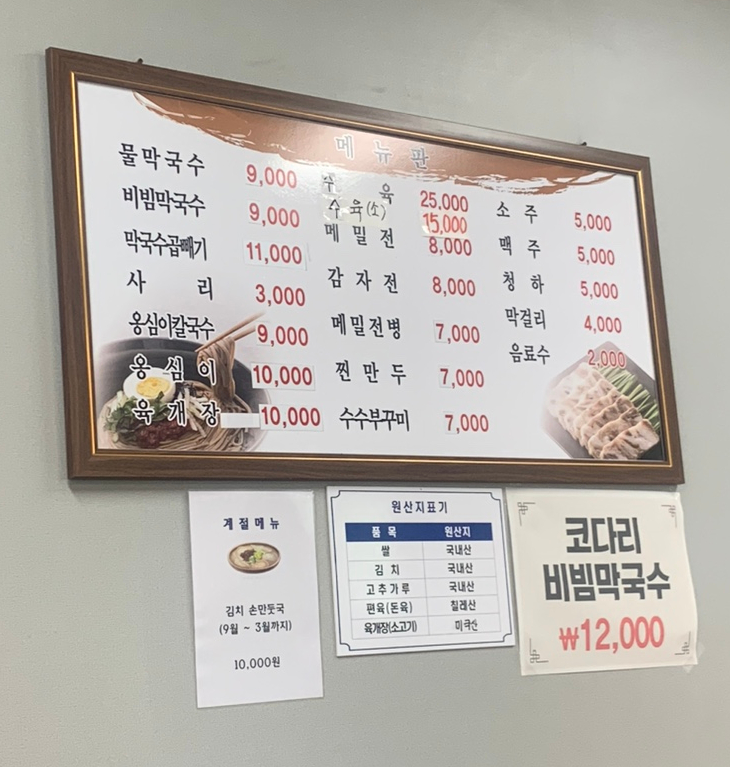 메뉴판
물막국수 9,000
비빔막국수 9,000
막국수곱빼기 11,000
사리 3,000
옹심이칼국수 9,000
옹심이 10,000
육개장 10,000
수육 25,000
수육(소) 15,000
메밀전 8,000
감자전 8,000
메밀전병 7,000
찐만두 7,000
수수부꾸미 7,000
소주 5,000
맥주 5,000
청하 5,000
막걸리 4,000
음료수 2,000
계절메뉴
김치 손만둣국
(9월 ~ 3월까지)
10,000원
원산지표기
품목 원산지
쌀 국내산
김치 국내산
고추가루 국내산
편육(돈육) 칠레산
육개장(소고기) 미국산
코다리
비빔막국수
₩12,000